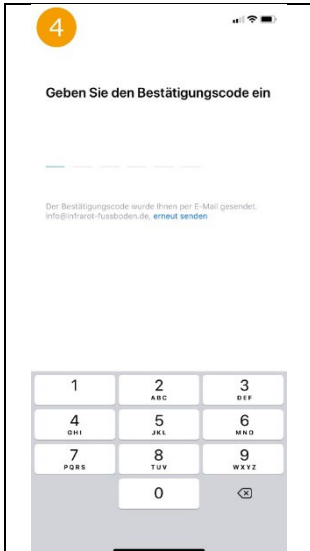 4
Geben Sie den Bestätigungscode ein
Der Bestätigungscode wurde Ihnen per E-Mail gesendet.
info@infrarot-fussboden.de, erneut senden
1 2 3
ABC DEF
4 5 6
GHI JKL MNO
7 8 9
PQRS TUV WXYZ
0